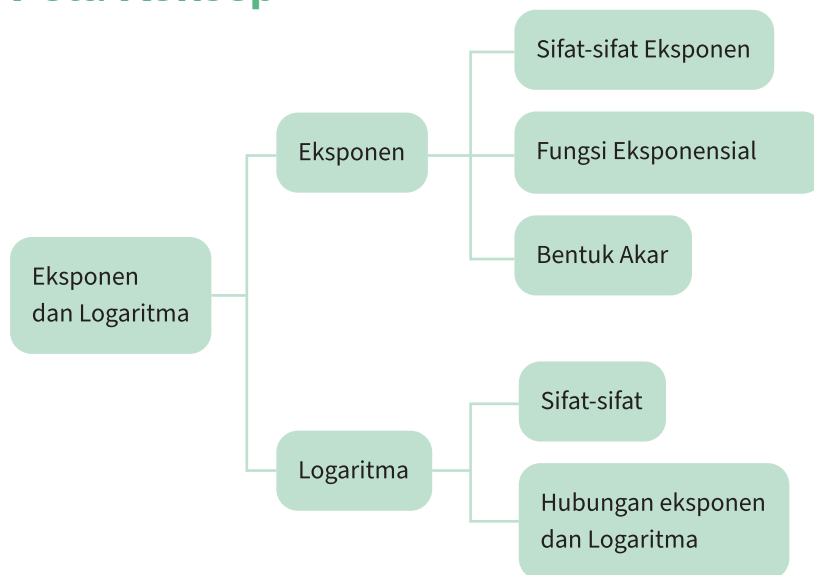 Eksponen
dan Logaritma
Eksponen
Sifat-sifat Eksponen
Fungsi Eksponensial
Bentuk Akar
Logaritma
Sifat-sifat
Hubungan eksponen
dan Logaritma